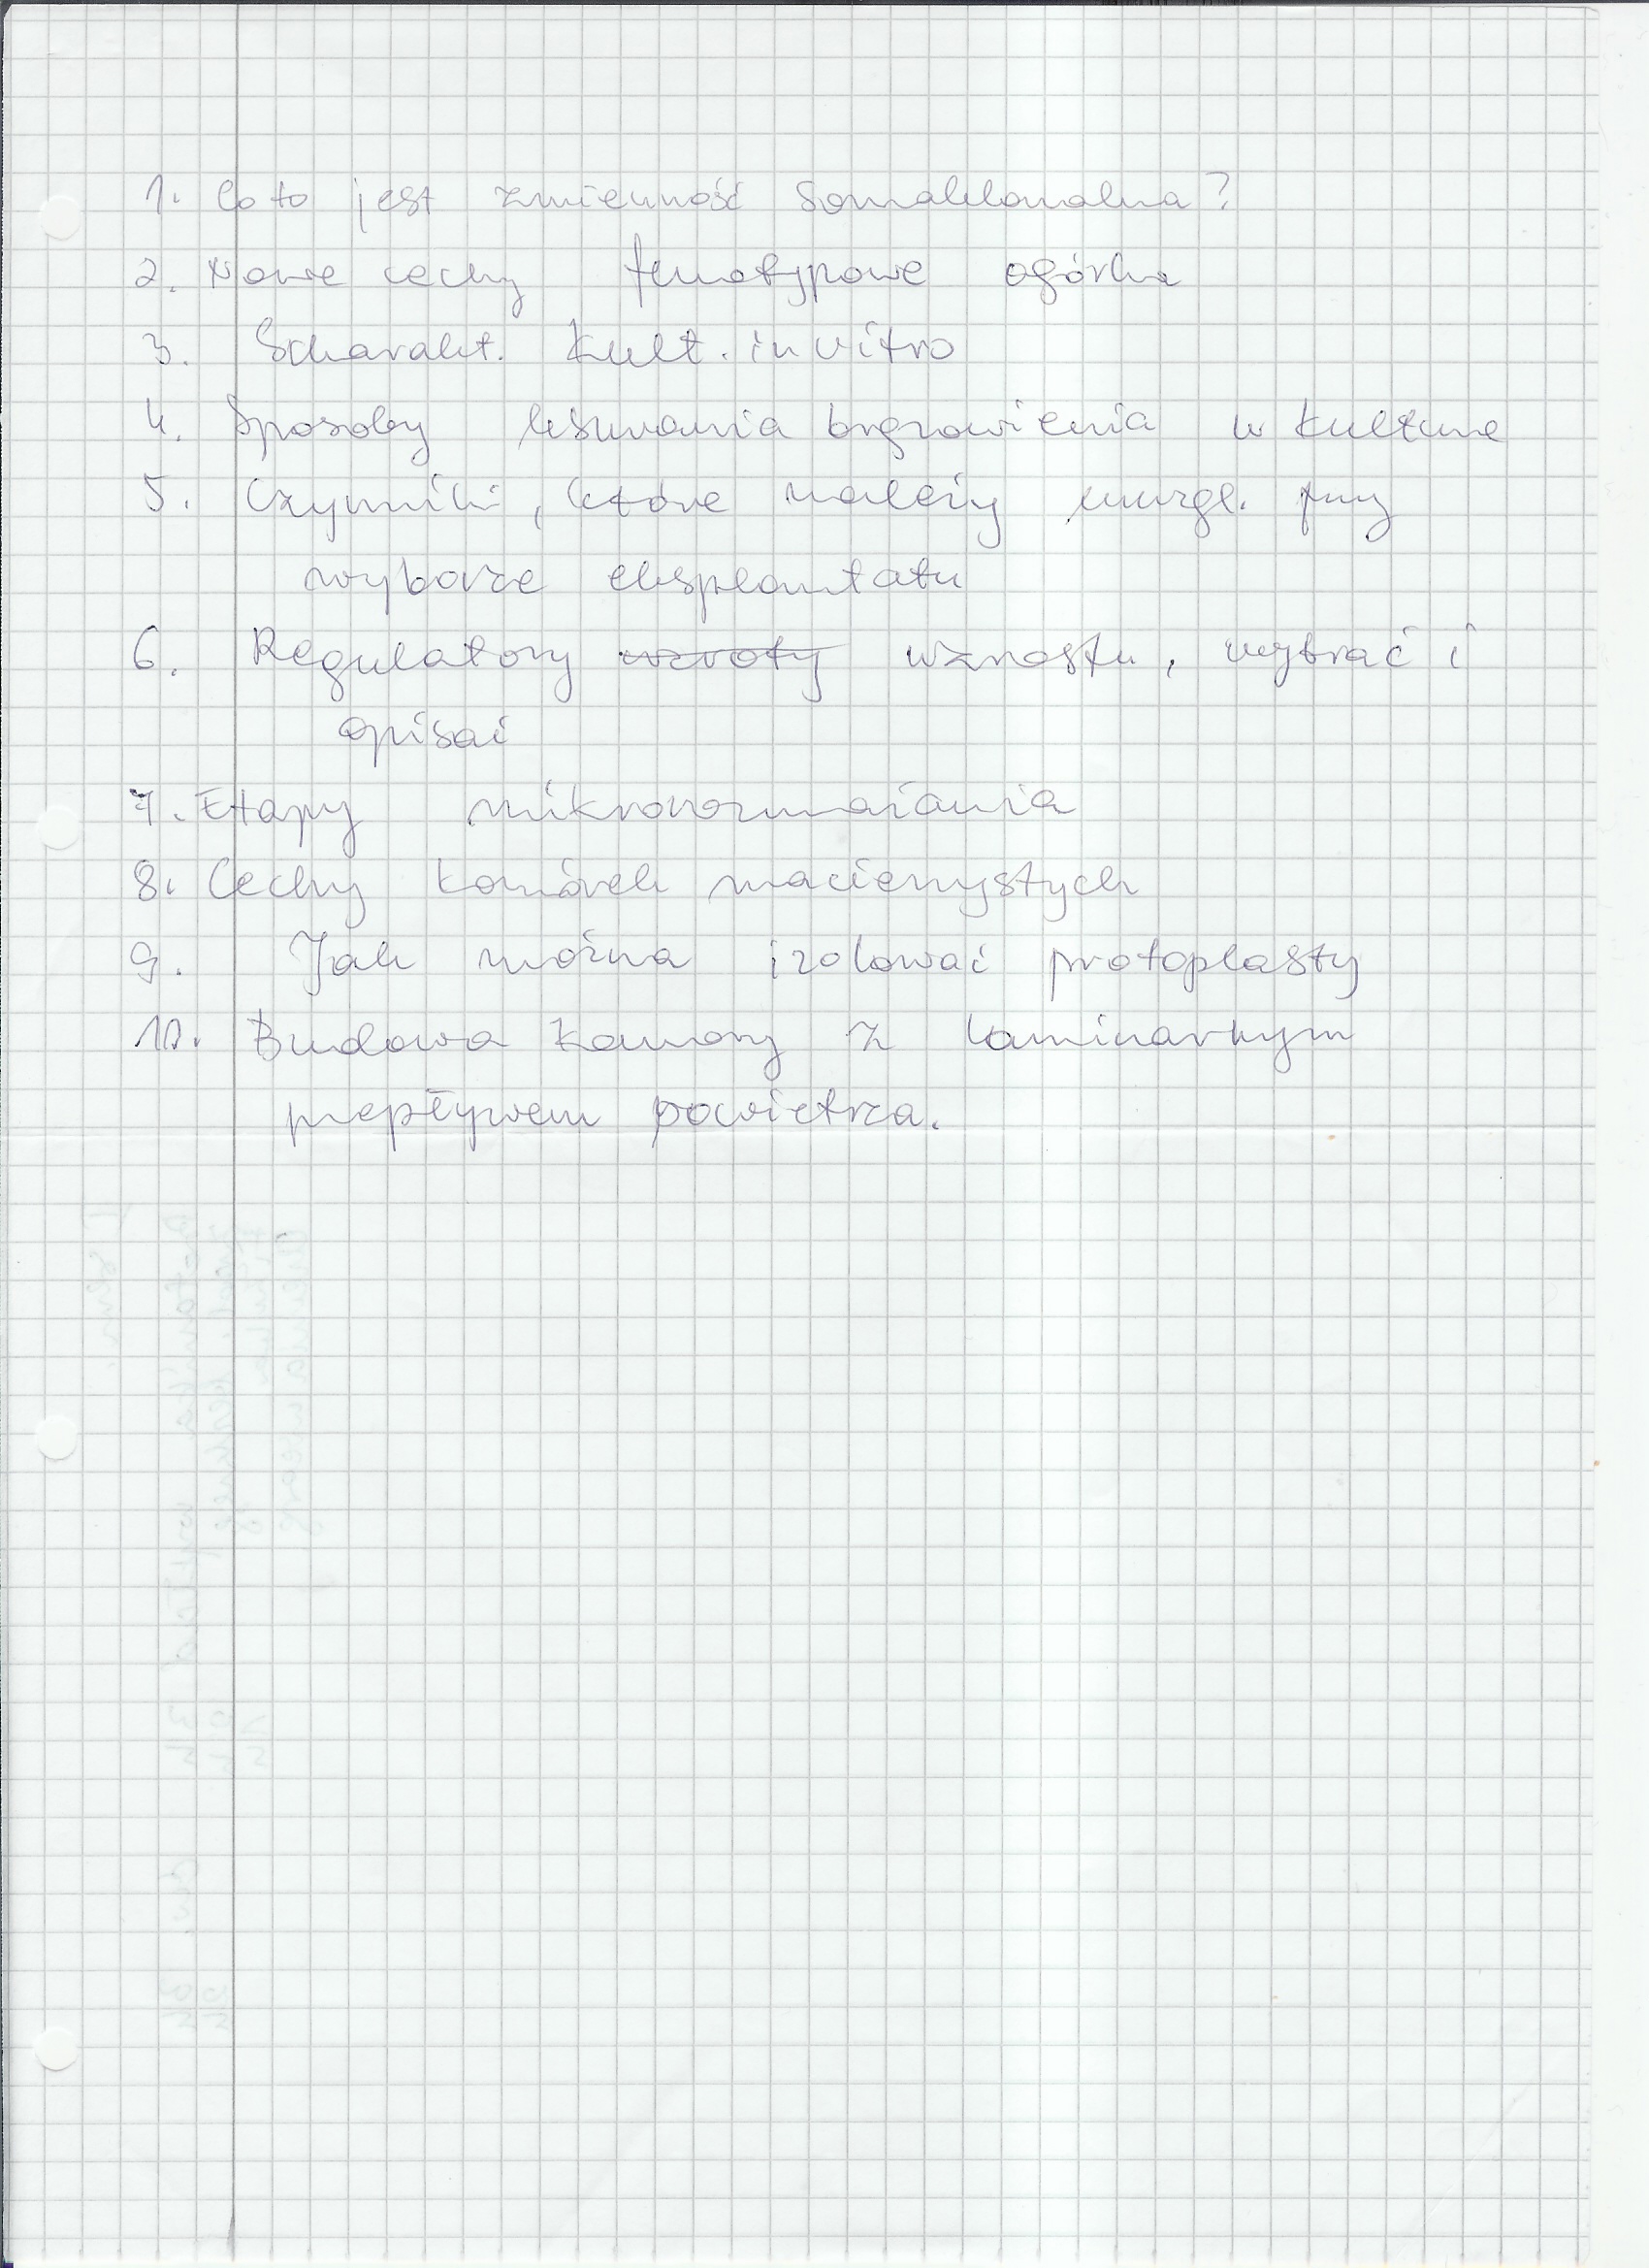 1. Co to jest zmienność somaklonalna?
2. Nowe cechy fenotypowe ogórka
3. Scharakt. kult. in vitro
4. Sposoby usuwania brązowienia w kulturze
5. Czynniki, które należy uwzgl. przy
wyborze eksplantatu
6. Regulatory wzrostu, wybrać i
opisać
7. Etapy mikrorozmnażania
8. Cechy komórek macierzystych
9. Jak można izolować protoplasty
10. Budowa komory z laminarnym
przepływem powietrza.